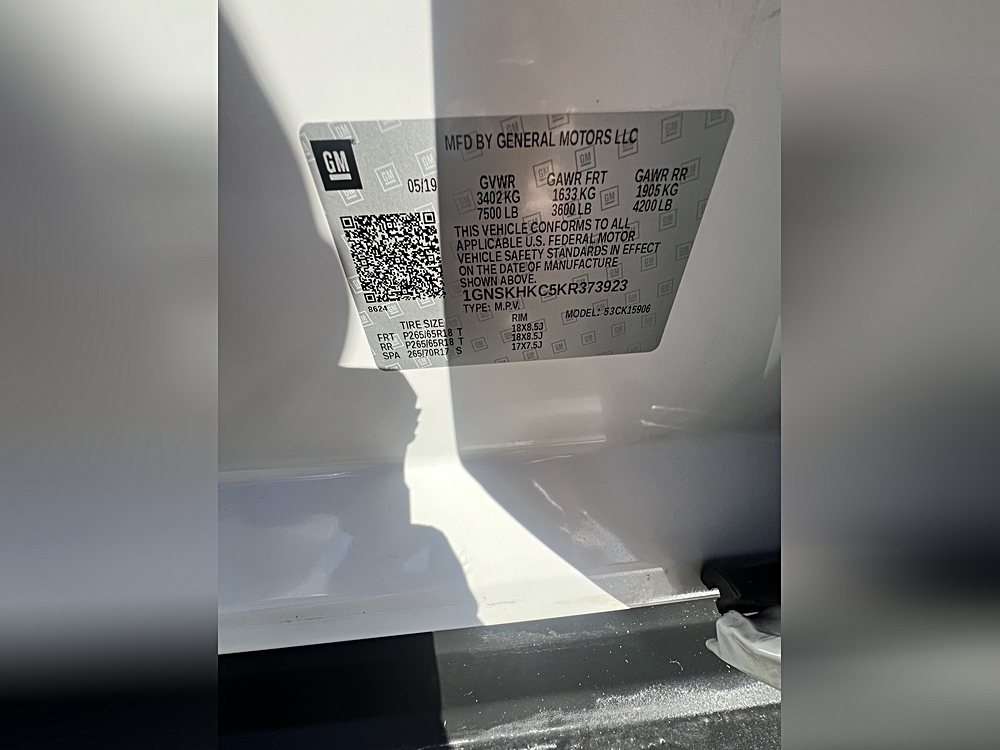 MFD BY GENERAL MOTORS LLC
GM
05/19
GVWR GAWR FRT GAWR RR
3402 KG 1633 KG 1905 KG
7500 LB 3600 LB 4200 LB
THIS VEHICLE CONFORMS TO ALL
APPLICABLE U.S. FEDERAL MOTOR
VEHICLE SAFETY STANDARDS IN EFFECT
ON THE DATE OF MANUFACTURE
SHOWN ABOVE.
1GNSKHKC5KR373923
8624
TYPE: M.P.V. MODEL: 53CK15906
TIRE SIZE RIM
FRT P265/65R18 T 18X8.5J
RR P265/65R18 T 18X8.5J
SPA 265/70R17 S 17X7.5J